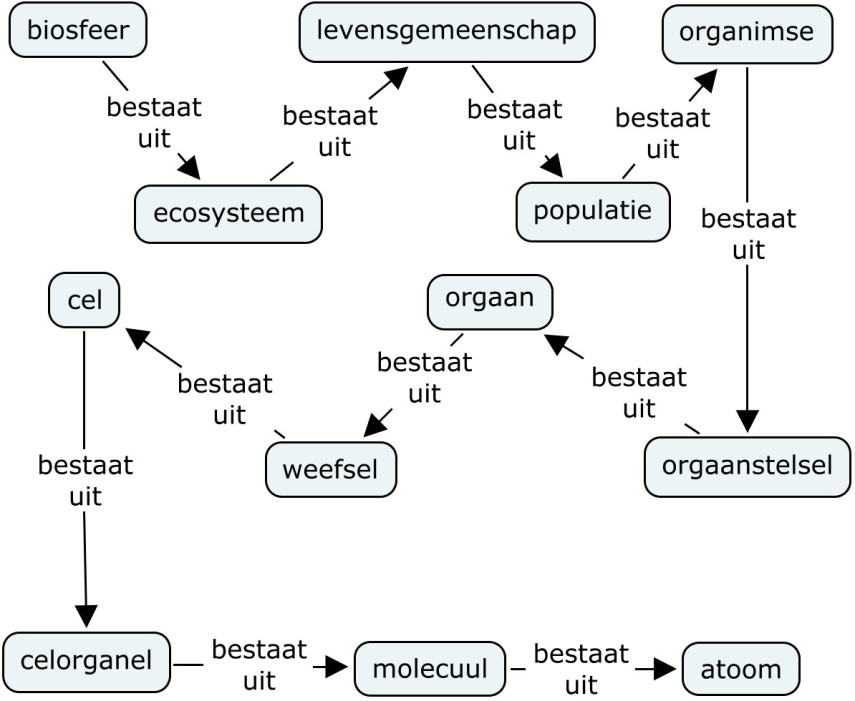 biosfeer
bestaat
uit
ecosysteem
bestaat
uit
levensgemeenschap
bestaat
uit
populatie
bestaat
uit
organimse
bestaat
uit
orgaanstelsel
bestaat
uit
orgaan
bestaat
uit
weefsel
bestaat
uit
cel
bestaat
uit
celorganel
bestaat
uit
molecuul
bestaat
uit
atoom